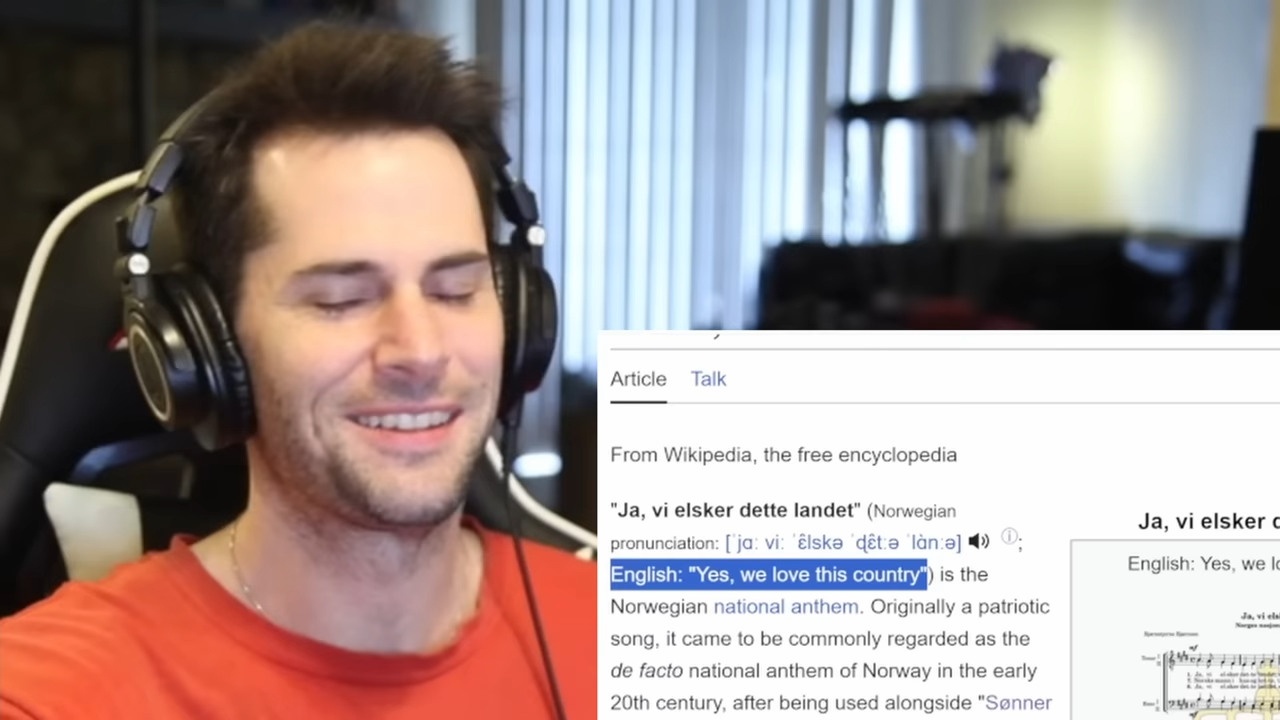 Article Talk
From Wikipedia, the free encyclopedia
"Ja, vi elsker dette landet" (Norwegian
pronunciation: [ˈjɑː viː ˈɛ̂lskə ˈɖɛ̂tːə ˈlɑ̀nːə] ;
English: "Yes, we love this country") is the
Norwegian national anthem. Originally a patriotic
song, it came to be commonly regarded as the
de facto national anthem of Norway in the early
20th century, after being used alongside "Sønner
Ja, vi elsker d
English: Yes, we lo
Ja, vi els